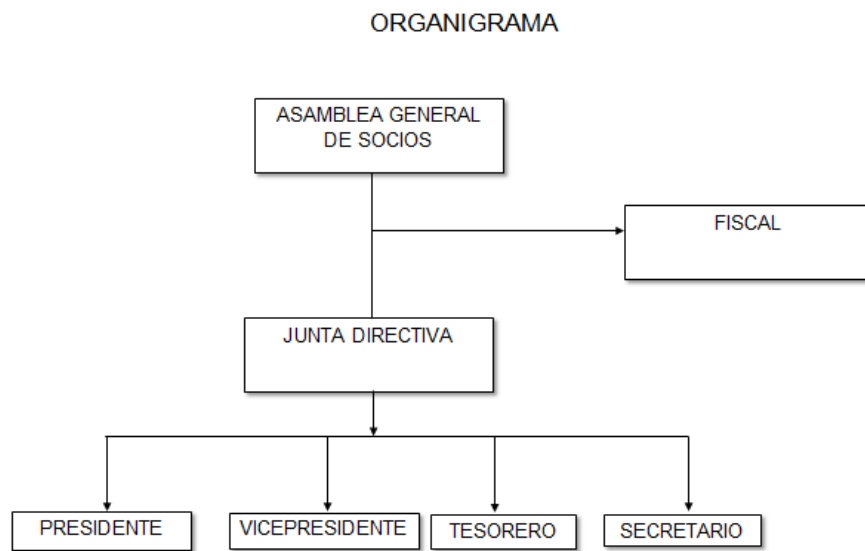 ORGANIGRAMA
ASAMBLEA GENERAL
DE SOCIOS
FISCAL
JUNTA DIRECTIVA
PRESIDENTE
VICEPRESIDENTE
TESORERO
SECRETARIO